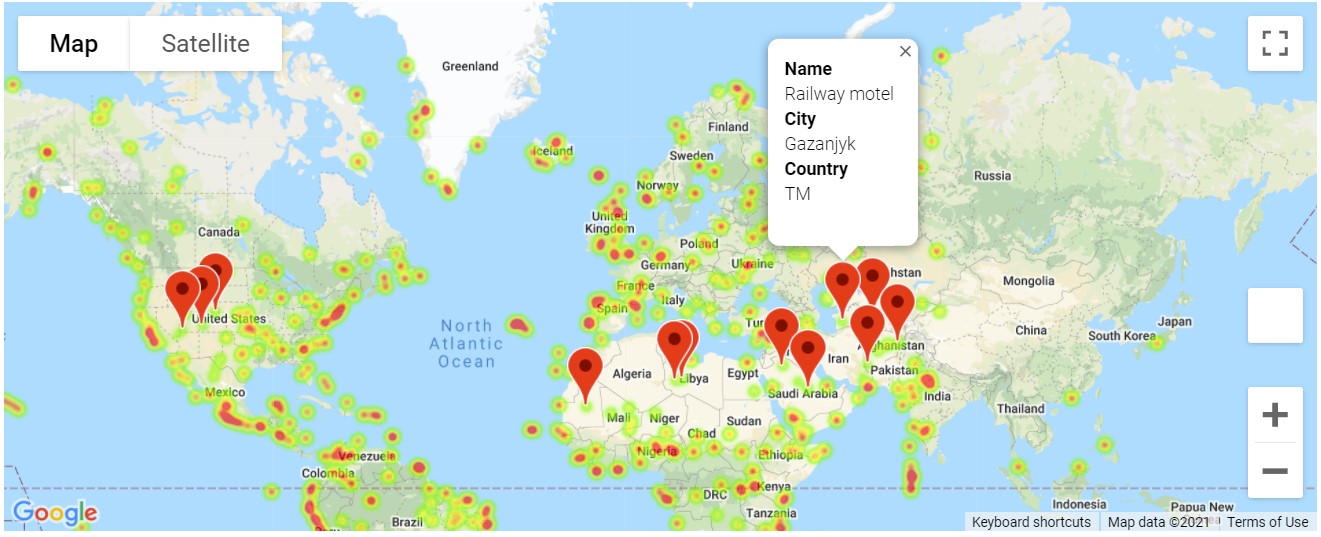 Map
Satellite
Greenland
Name
Railway motel
City
Gazanjyk
Country
TM
Finland
Iceland
Sweden
Russia
Norway
United
Kingdom
Canada
Poland
Germany
Ukraine
France
Mongolia
Italy
Spain
United States
North
Atlantic
Ocean
China
South Korea
Japan
Afghanistan
Iran
Algeria
Libya
Egypt
Pakistan
Saudi Arabia
Mexico
India
Thailand
Mali
Niger
Sudan
Chad
Nigeria
Ethiopia
Venezuela
Colombia
Kenya
DRC
Indonesia
Papua New
Tanzania
Brazil
Google
Keyboard shortcuts
Map data ©2021
Terms of Use